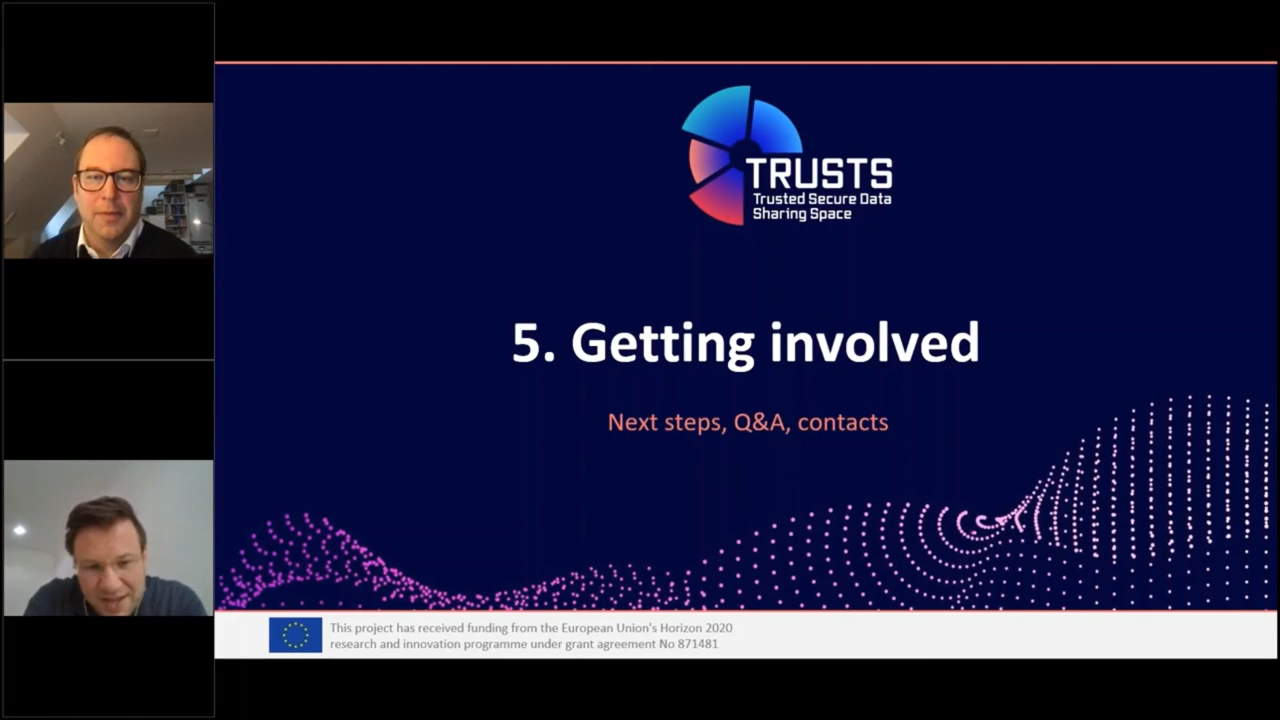 TRUSTS
Trusted Secure Data
Sharing Space
5. Getting involved
Next steps, Q&A, contacts
This project has received funding from the European Union's Horizon 2020
research and innovation programme under grant agreement No 871481